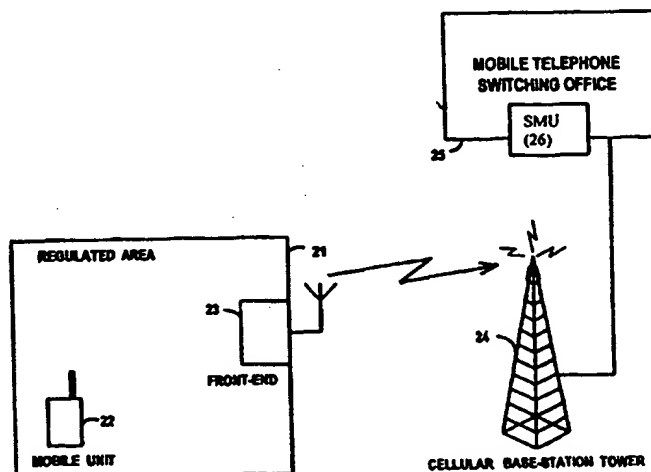 MOBILE TELEPHONE
SWITCHING OFFICE
SMU
(26)
25
REGULATED AREA
21
23
24
FRONT-END
22
MOBILE UNIT
CELLULAR BASE-STATION TOWER